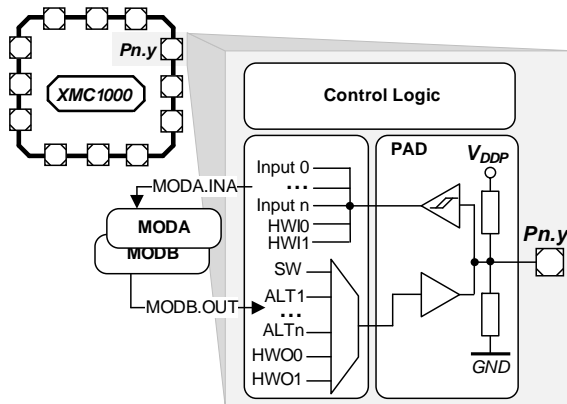 Pn.y
XMC1000
Control Logic
PAD
VDDP
Input 0
...
Input n
HWI0
HWI1
MODA.INA
MODA
MODB
MODB.OUT
SW
ALT1
...
ALTn
HWO0
HWO1
Pn.y
GND